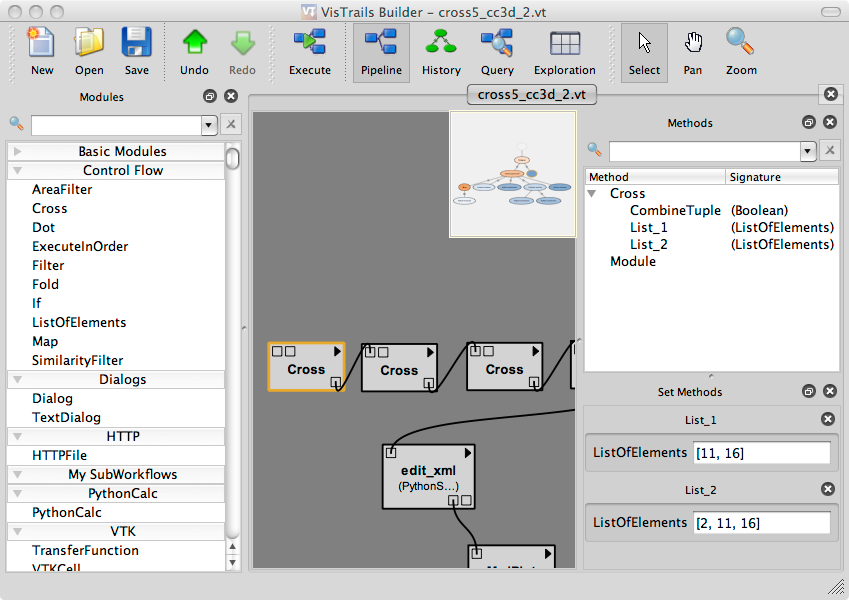 VisTrails Builder – cross5_cc3d_2.vt
New Open Save Undo Redo Execute Pipeline History Query Exploration Select Pan Zoom
Modules
Basic Modules
Control Flow
AreaFilter
Cross
Dot
ExecuteInOrder
Filter
Fold
If
ListOfElements
Map
SimilarityFilter
Dialogs
Dialog
TextDialog
HTTP
HTTPFile
My SubWorkflows
PythonCalc
PythonCalc
VTK
TransferFunction
VTKCell
cross5_cc3d_2.vt
Cross Cross Cross
edit_xml
(PythonS...)
Methods
Method Signature
Cross
CombineTuple (Boolean)
List_1 (ListOfElements)
List_2 (ListOfElements)
Module
Set Methods
List_1
ListOfElements [11, 16]
List_2
ListOfElements [2, 11, 16]